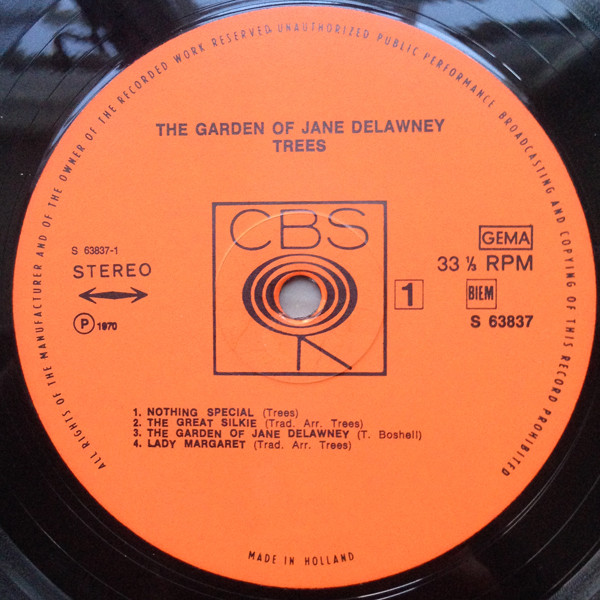 ALL RIGHTS OF THE MANUFACTURER AND OF THE OWNER OF THE RECORDED WORK RESERVED UNAUTHORIZED PUBLIC PERFORMANCE BROADCASTING AND COPYING OF THIS RECORD PROHIBITED
THE GARDEN OF JANE DELAWNEY
TREES
CBS
S 63837-1
STEREO
Ⓟ 1970
GEMA
33 ⅓ RPM
1
BIEM
S 63837
1. NOTHING SPECIAL (Trees)
2. THE GREAT SILKIE (Trad. Arr. Trees)
3. THE GARDEN OF JANE DELAWNEY (T. Boshell)
4. LADY MARGARET (Trad. Arr. Trees)
MADE IN HOLLAND